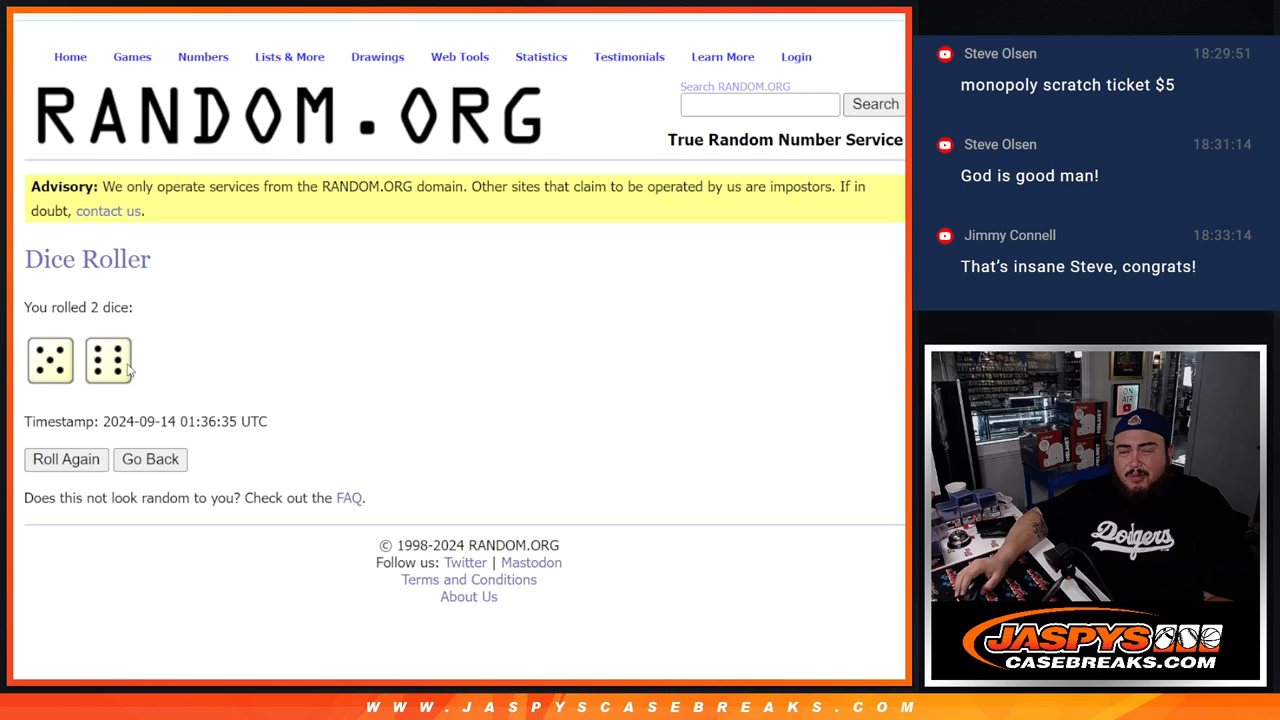 Home Games Numbers Lists & More Drawings Web Tools Statistics Testimonials Learn More Login
RANDOM.ORG
Search RANDOM.ORG
Search
True Random Number Service
Advisory: We only operate services from the RANDOM.ORG domain. Other sites that claim to be operated by us are impostors. If in
doubt, contact us.
Dice Roller
You rolled 2 dice:
Timestamp: 2024-09-14 01:36:35 UTC
Roll Again Go Back
Does this not look random to you? Check out the FAQ.
© 1998-2024 RANDOM.ORG
Follow us: Twitter | Mastodon
Terms and Conditions
About Us
Steve Olsen 18:29:51
monopoly scratch ticket $5
Steve Olsen 18:31:14
God is good man!
Jimmy Connell 18:33:14
That's insane Steve, congrats!
ON AIR
HELMET
HELMET
Dodgers
JASPYS
CASEBREAKS.COM
WWW.JASPYSCASEBREAKS.COM